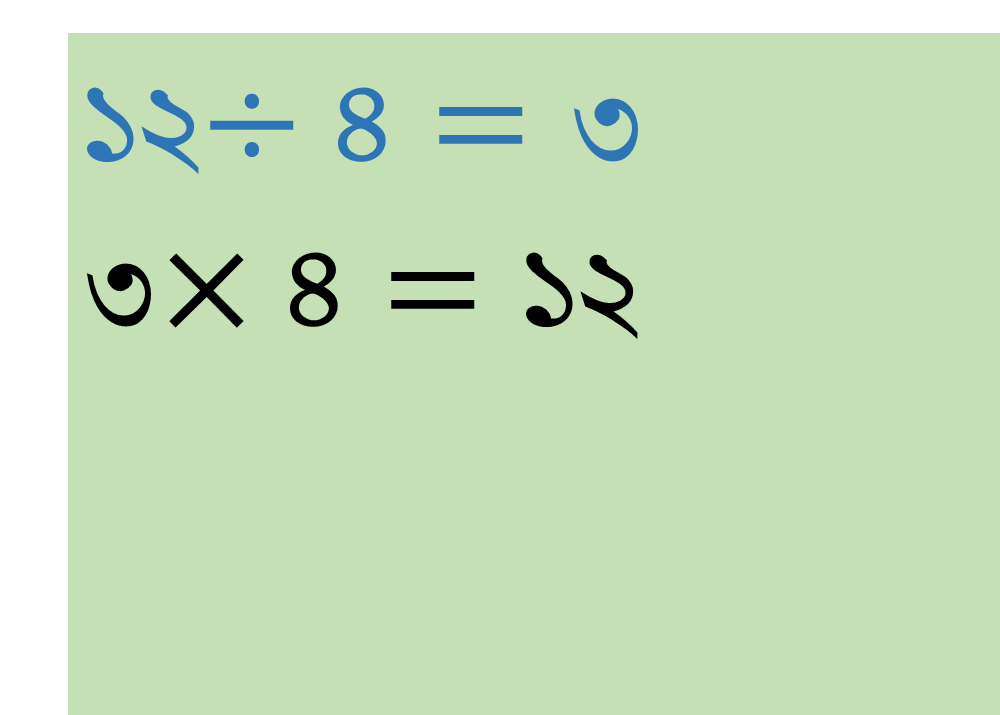 ১২÷ ৪ = ৩
৩× ৪ = ১২